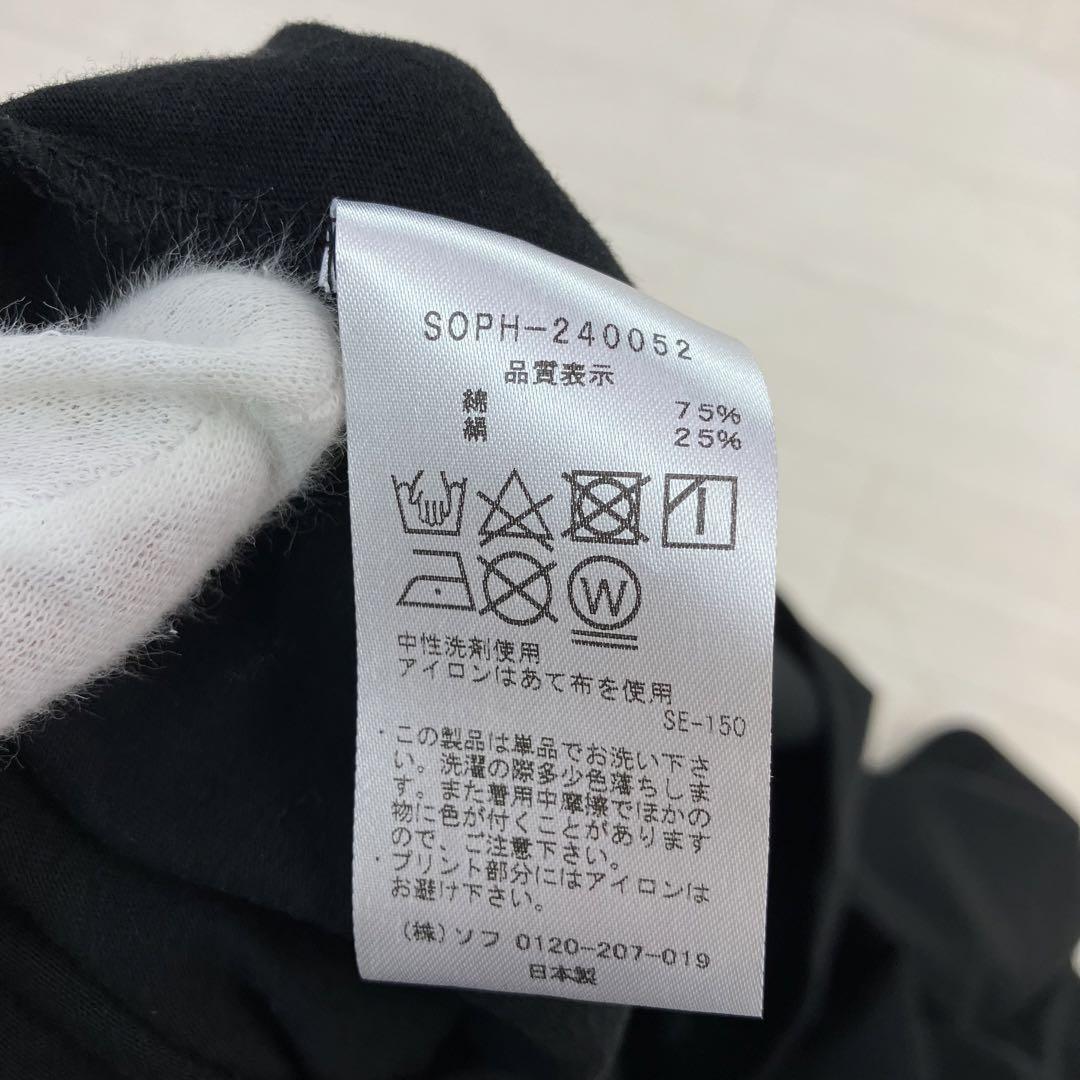 SOPH-240052
品質表示
綿 75%
絹 25%
W
中性洗剤使用
アイロンはあて布を使用
SE-150
・この製品は単品でお洗い下さ
い。洗濯の際多少色落ちしま
す。また着用中摩擦でほかの
物に色が付くことがあります
ので、ご注意下さい。
・プリント部分にはアイロンは
お避け下さい。
(株)ソフ 0120-207-019
日本製